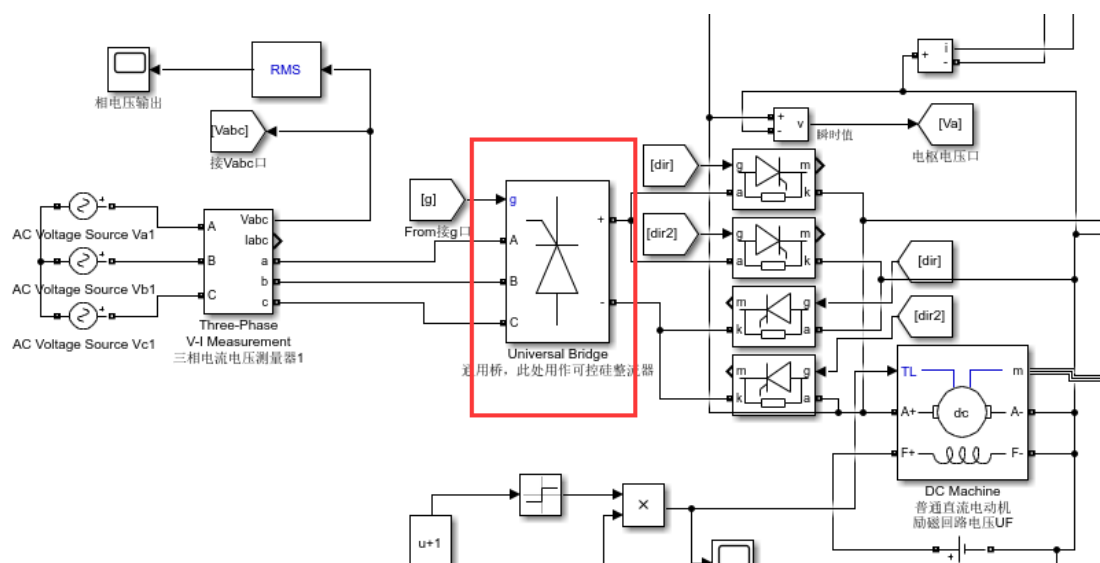 RMS
相电压输出
[Vabc]
接Vabc口
+
AC Voltage Source Va1
+
AC Voltage Source Vb1
+
AC Voltage Source Vc1
A
B
C
Vabc
Iabc
a
b
c
Three-Phase
V-I Measurement
三相电流电压测量器1
[g]
From接g口
g
A
B
C
+
-
Universal Bridge
通用桥，此处用作可控硅整流器
+
i
-
+
-
v
瞬时值
[Va]
电枢电压口
[dir]
g
m
a
k
[dir2]
g
m
a
k
[dir]
m
g
k
a
[dir2]
m
g
k
a
TL
m
A+
dc
A-
F+
F-
DC Machine
普通直流电动机
励磁回路电压UF
+
u+1
×